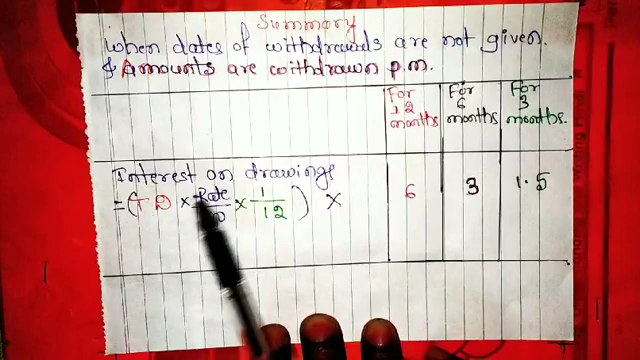 Summary
when dates of withdrawals are not given.
& Amounts are withdrawn p.m.
For 12 months
For 6 months
For 3 months.
Interest on drawings
= (T D × Rate × 1/12) × 6 3 1.5